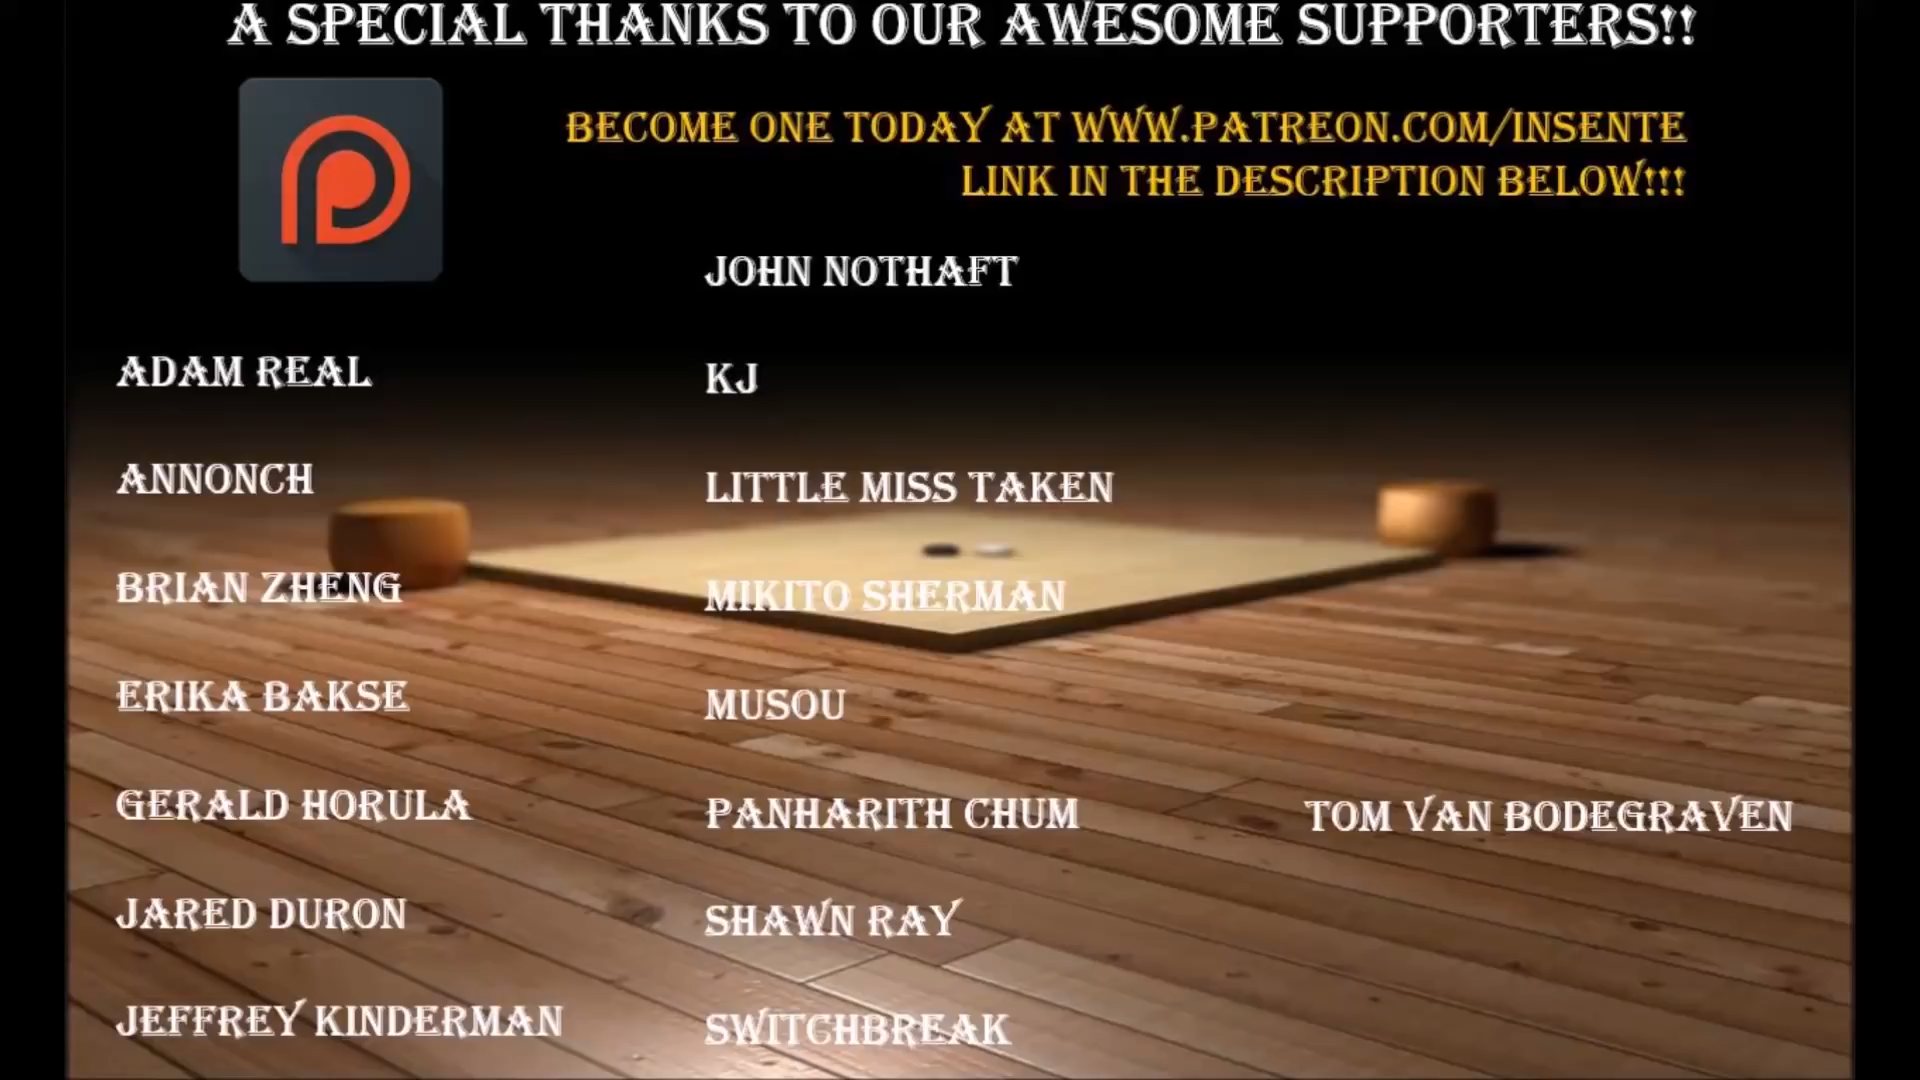 A SPECIAL THANKS TO OUR AWESOME SUPPORTERS!!
BECOME ONE TODAY AT WWW.PATREON.COM/INSENTE
LINK IN THE DESCRIPTION BELOW!!!
ADAM REAL
ANNONCH
BRIAN ZHENG
ERIKA BAKSE
GERALD HORULA
JARED DURON
JEFFREY KINDERMAN
JOHN NOTHAFT
KJ
LITTLE MISS TAKEN
MIKITO SHERMAN
MUSOU
PANHARITH CHUM
SHAWN RAY
SWITCHBREAK
TOM VAN BODEGRAVEN